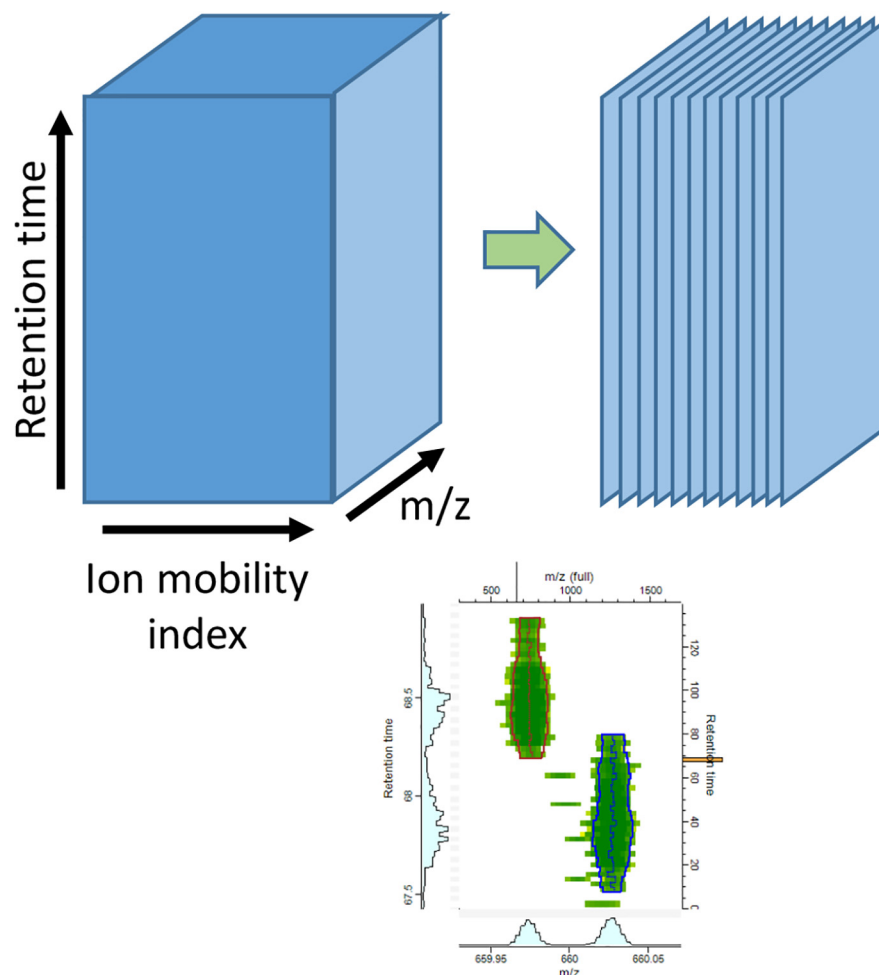 Retention time
m/z
Ion mobility
index
m/z (full)
500 1000 1500
Retention time
68.5
68
67.5
120
100
80
60
40
20
0
Retention time
659.95 660 660.05
m/z